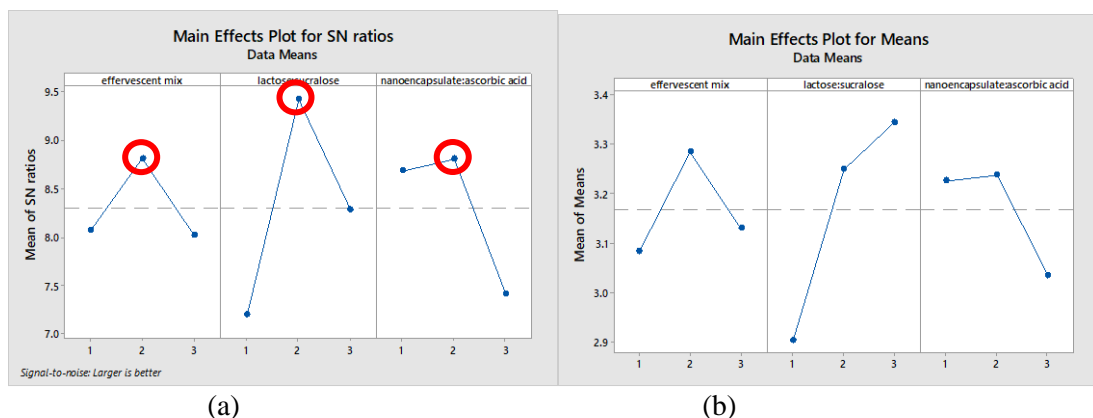 Main Effects Plot for SN ratios
Data Means
effervescent mix lactose:sucralose nanoencapsulate:ascorbic acid
Mean of SN ratios
9.5
9.0
8.5
8.0
7.5
7.0
1 2 3 1 2 3 1 2 3
Signal-to-noise: Larger is better
(a)
Main Effects Plot for Means
Data Means
effervescent mix lactose:sucralose nanoencapsulate:ascorbic acid
Mean of Means
3.4
3.3
3.2
3.1
3.0
2.9
1 2 3 1 2 3 1 2 3
(b)